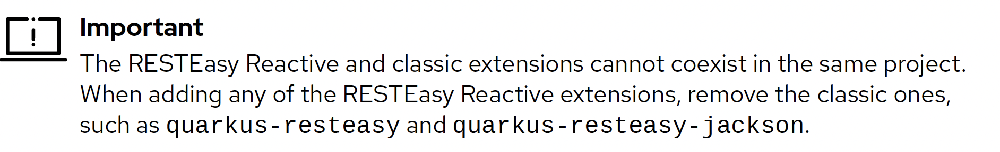 Important
The RESTEasy Reactive and classic extensions cannot coexist in the same project.
When adding any of the RESTEasy Reactive extensions, remove the classic ones,
such as quarkus-resteasy and quarkus-resteasy-jackson.